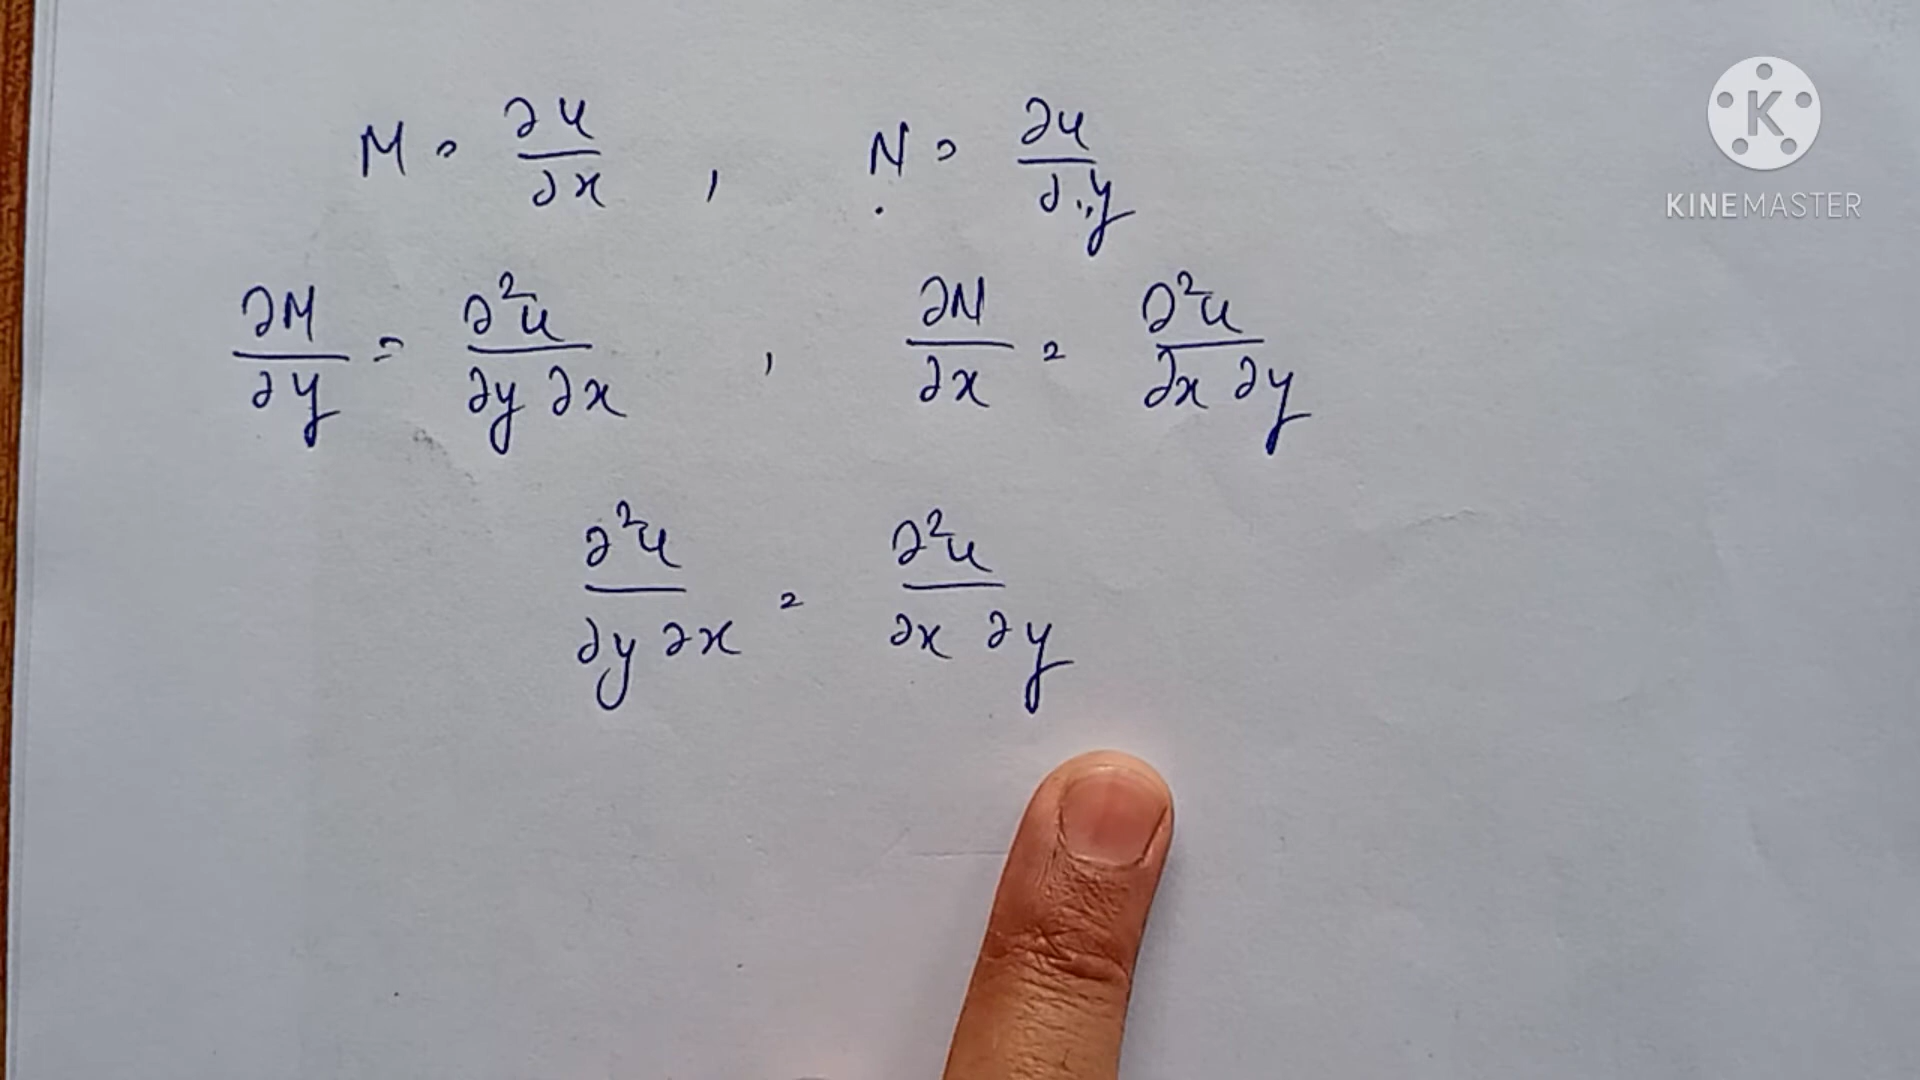 M = ∂u/∂x , N = ∂u/∂y
∂M/∂y = ∂²u/∂y ∂x , ∂N/∂x = ∂²u/∂x ∂y
∂²u/∂y ∂x = ∂²u/∂x ∂y
K
KINEMASTER